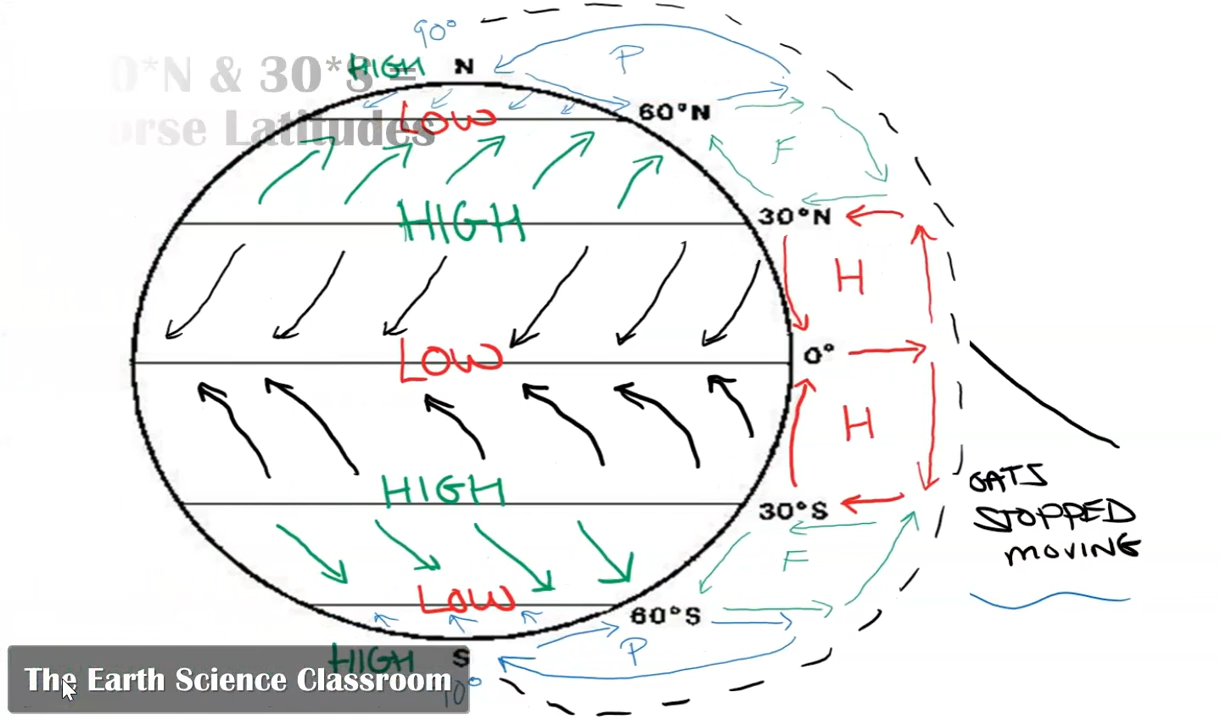 90°
P
HIGH N
0*N & 30*S =
orse Latitudes
LOW
60°N
F
HIGH
30°N
H
LOW
0°
H
HIGH
30°S
GATS
STOPPED
MOVING
F
LOW
60°S
P
HIGH S
The Earth Science Classroom